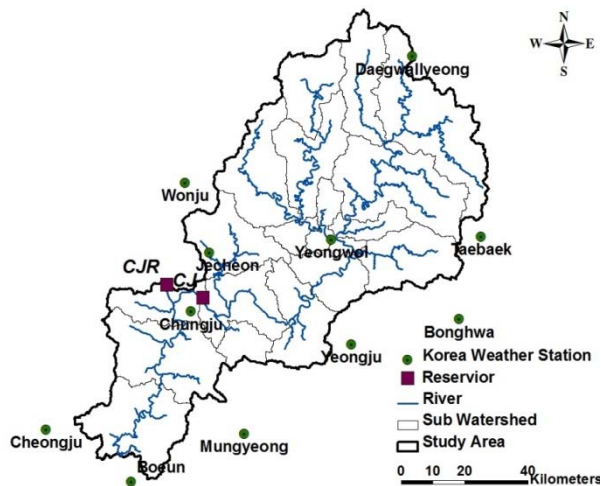 N
W E
S
Daegwallyeong
Wonju
Yeongwol
Taebaek
Jecheon
CJR CJ
Chungju
Bonghwa
Yeongju
Korea Weather Station
Reservior
River
Sub Watershed
Study Area
Cheongju
Mungyeong
Boeun
0 10 20 40
Kilometers